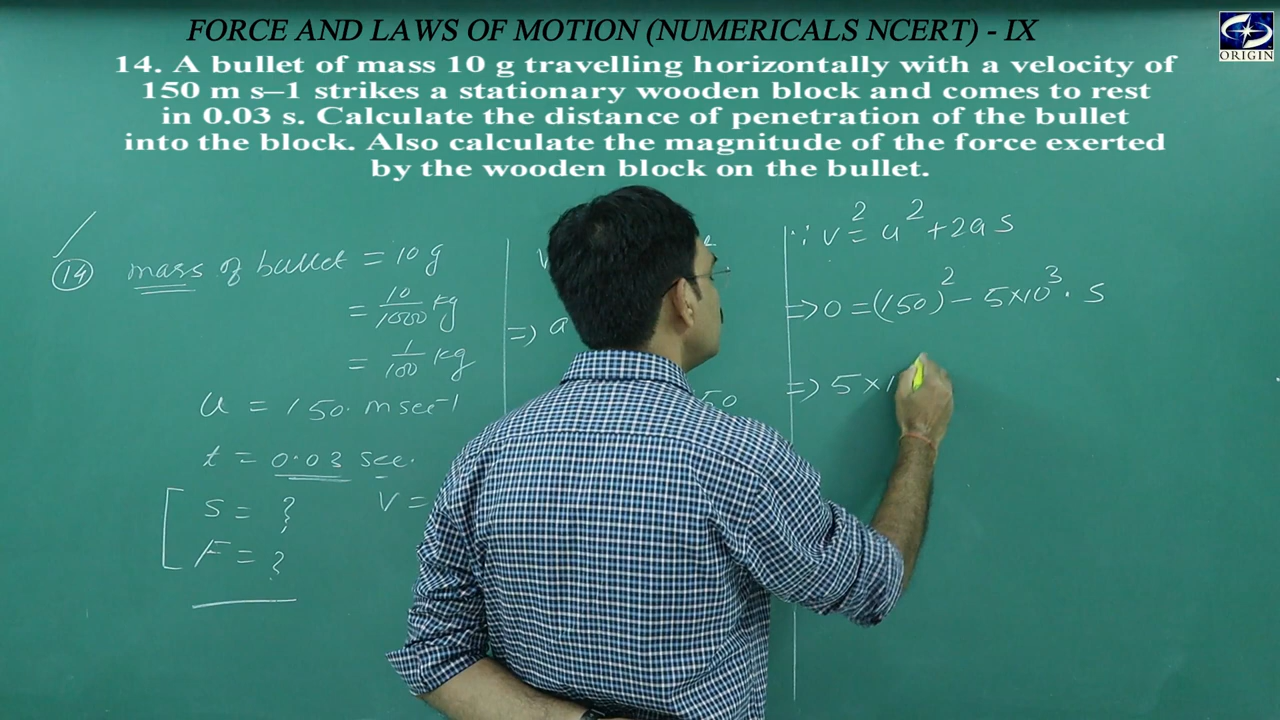 FORCE AND LAWS OF MOTION (NUMERICALS NCERT) - IX
ORIGIN
14. A bullet of mass 10 g travelling horizontally with a velocity of
150 m s–1 strikes a stationary wooden block and comes to rest
in 0.03 s. Calculate the distance of penetration of the bullet
into the block. Also calculate the magnitude of the force exerted
by the wooden block on the bullet.
14 mass of bullet = 10 g
= 10/1000 kg
= 1/100 kg
u = 150. m sec-1
t = 0.03 sec.
S = ?
V =
F = ?
=> a
50
∵ v² = u² + 2as
=> 0 = (150)² - 5×10³ . S
=> 5×1